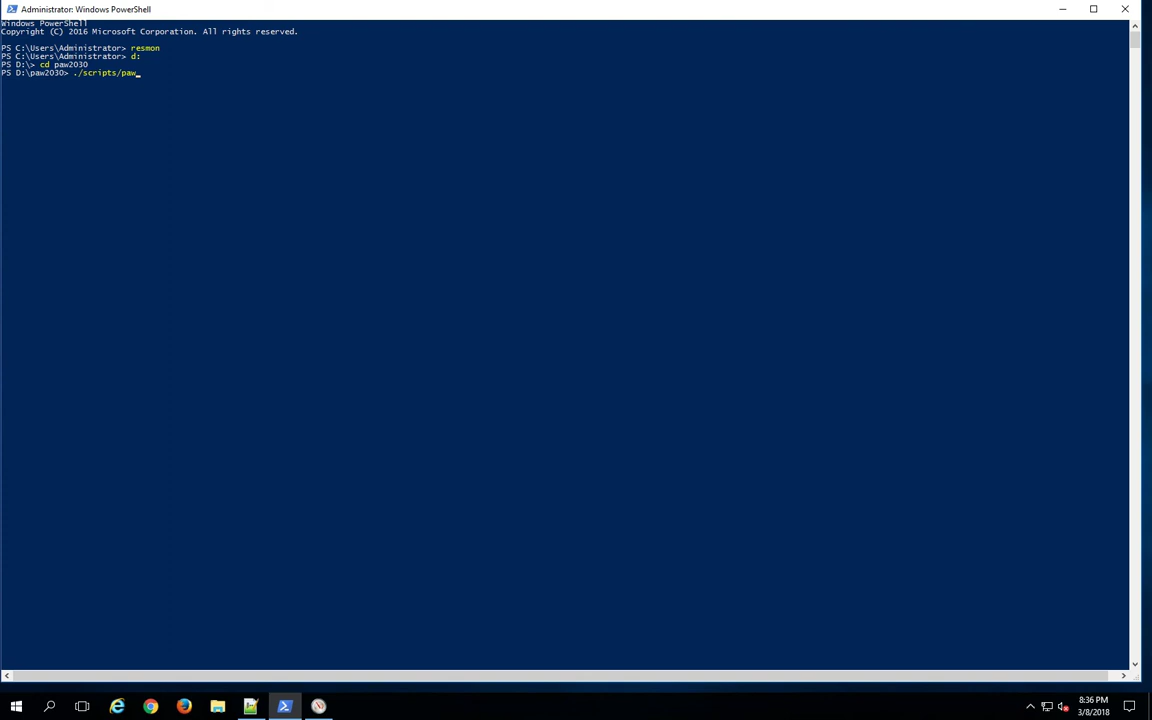 Administrator: Windows PowerShell
Windows PowerShell
Copyright (C) 2016 Microsoft Corporation. All rights reserved.
PS C:\Users\Administrator> resmon
PS C:\Users\Administrator> d:
PS D:\> cd paw2030
PS D:\paw2030> ./scripts/paw_
8:36 PM
3/8/2018